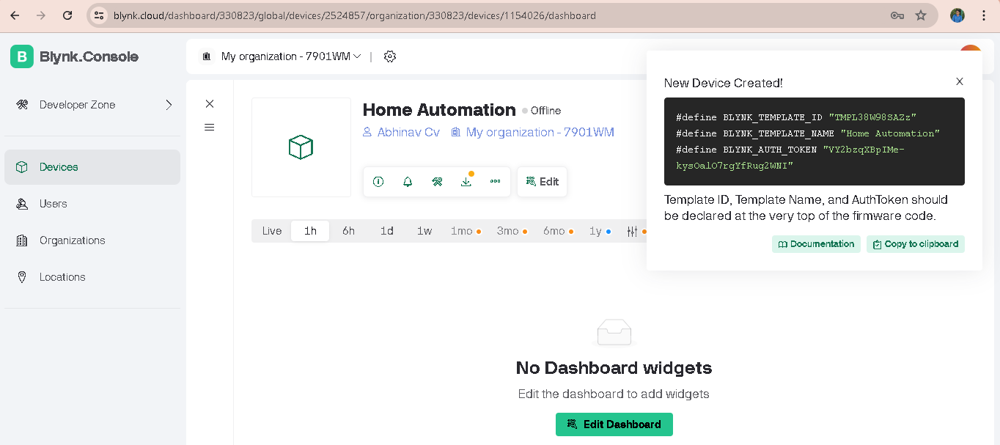 blynk.cloud/dashboard/330823/global/devices/2524857/organization/330823/devices/1154026/dashboard
B Blynk.Console
My organization - 7901WM
Developer Zone
Devices
Users
Organizations
Locations
Home Automation Offline
Abhinav Cv My organization - 7901WM
Edit
Live 1h 6h 1d 1w 1mo 3mo 6mo 1y
New Device Created!
#define BLYNK_TEMPLATE_ID "TMPL38W98SAZz"
#define BLYNK_TEMPLATE_NAME "Home Automation"
#define BLYNK_AUTH_TOKEN "VY2bzqXBpIMe-
kysOalO7rgYfRug2WNI"
Template ID, Template Name, and AuthToken should
be declared at the very top of the firmware code.
Documentation Copy to clipboard
No Dashboard widgets
Edit the dashboard to add widgets
Edit Dashboard